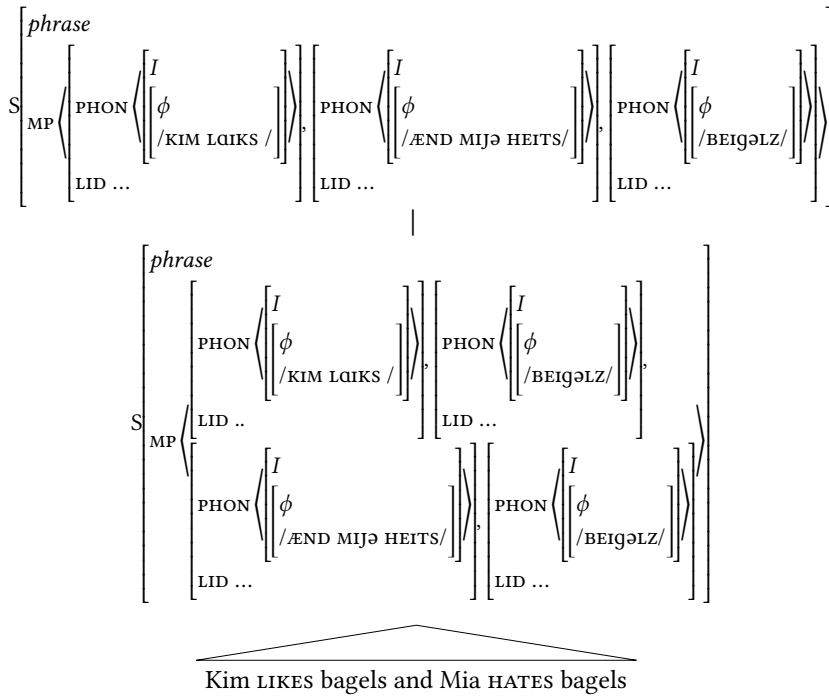 S
phrase
MP
PHON
I
ϕ
/KIM LɑIKS /
LID ...
,
PHON
I
ϕ
/ÆND MIJə HEITS/
LID ...
,
PHON
I
ϕ
/BEIgəLZ/
LID ...
S
phrase
MP
PHON
I
ϕ
/KIM LɑIKS /
LID ..
,
PHON
I
ϕ
/BEIgəLZ/
LID ...
,
PHON
I
ϕ
/ÆND MIJə HEITS/
LID ...
,
PHON
I
ϕ
/BEIgəLZ/
LID ...
Kim LIKES bagels and Mia HATES bagels